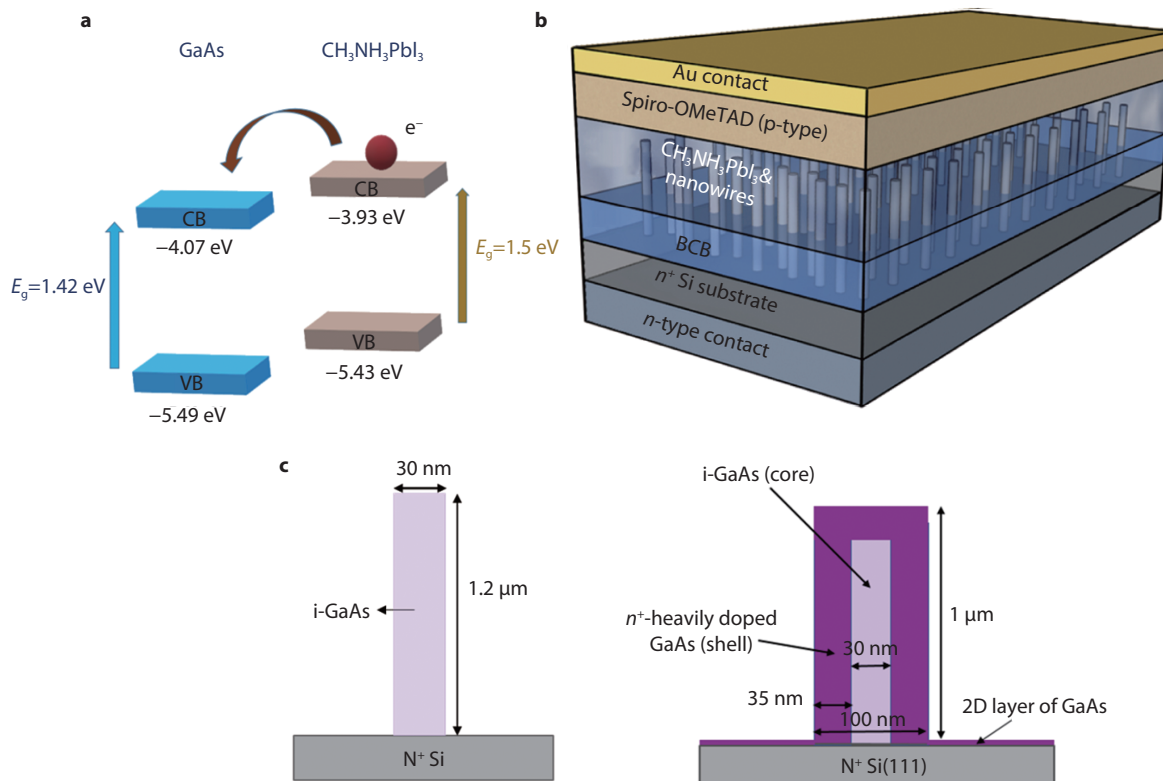 a
GaAs
CH₃NH₃PbI₃
e⁻
CB
−3.93 eV
CB
−4.07 eV
E_g=1.42 eV
E_g=1.5 eV
VB
−5.43 eV
VB
−5.49 eV
b
Au contact
Spiro-OMeTAD (p-type)
CH₃NH₃PbI₃&
nanowires
BCB
n⁺ Si substrate
n-type contact
c
30 nm
i-GaAs
1.2 μm
N⁺ Si
i-GaAs (core)
n⁺-heavily doped
GaAs (shell)
30 nm
1 μm
35 nm
100 nm
2D layer of GaAs
N⁺ Si(111)